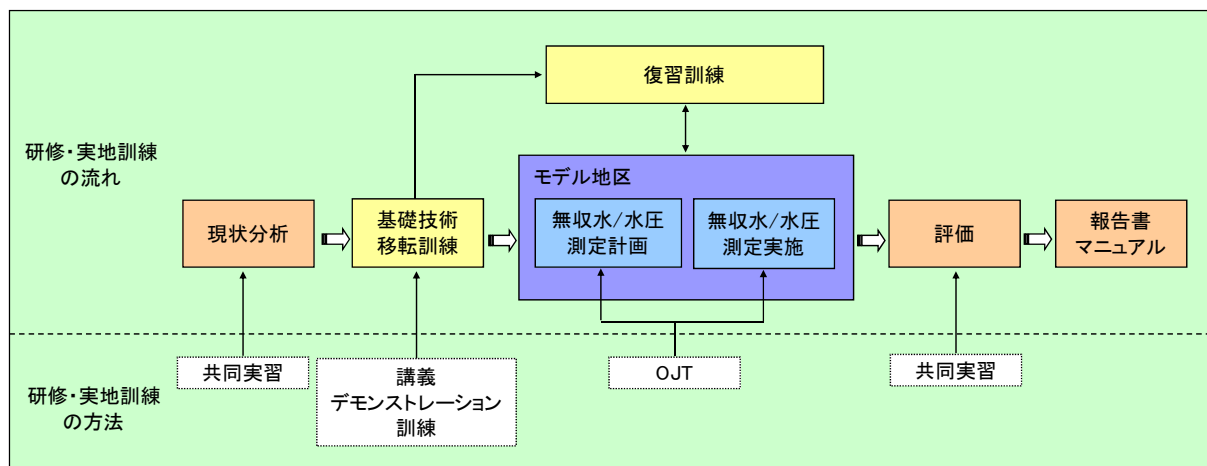 復習訓練
研修・実地訓練
の流れ
モデル地区
現状分析
基礎技術
移転訓練
無収水/水圧
測定計画
無収水/水圧
測定実施
評価
報告書
マニュアル
共同実習
講義
デモンストレーション
訓練
OJT
共同実習
研修・実地訓練
の方法